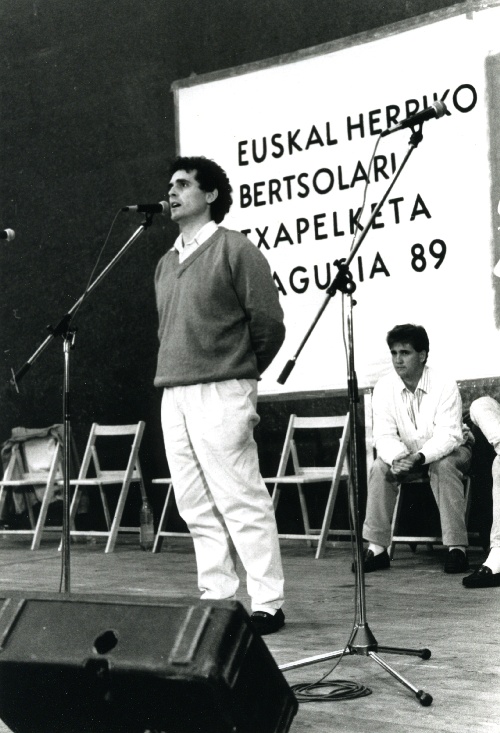 EUSKAL HERRIKO
BERTSOLARI
TXAPELKETA
89